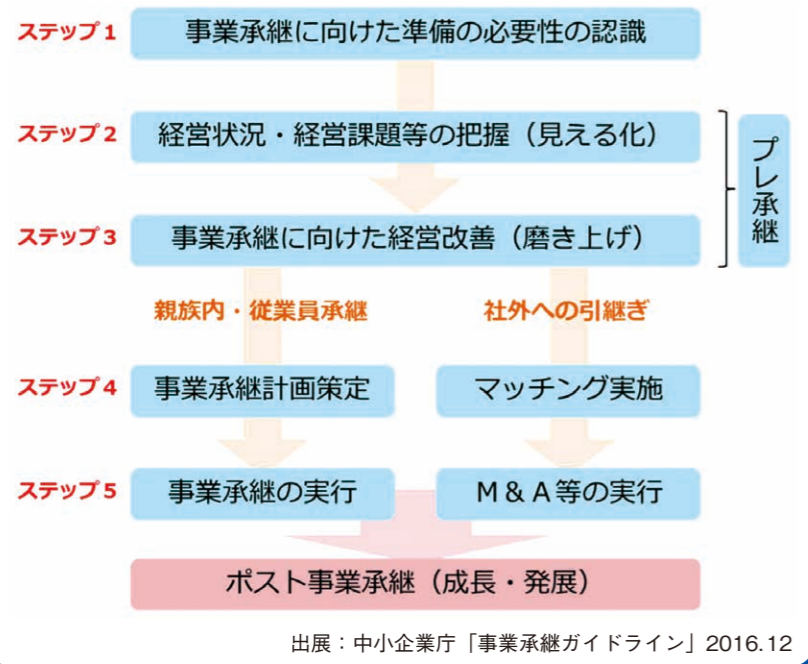 ステップ1
事業承継に向けた準備の必要性の認識
ステップ2
経営状況・経営課題等の把握（見える化）
プレ承継
ステップ3
事業承継に向けた経営改善（磨き上げ）
親族内・従業員承継
社外への引継ぎ
ステップ4
事業承継計画策定
マッチング実施
ステップ5
事業承継の実行
M＆A等の実行
ポスト事業承継（成長・発展）
出展：中小企業庁「事業承継ガイドライン」2016.12